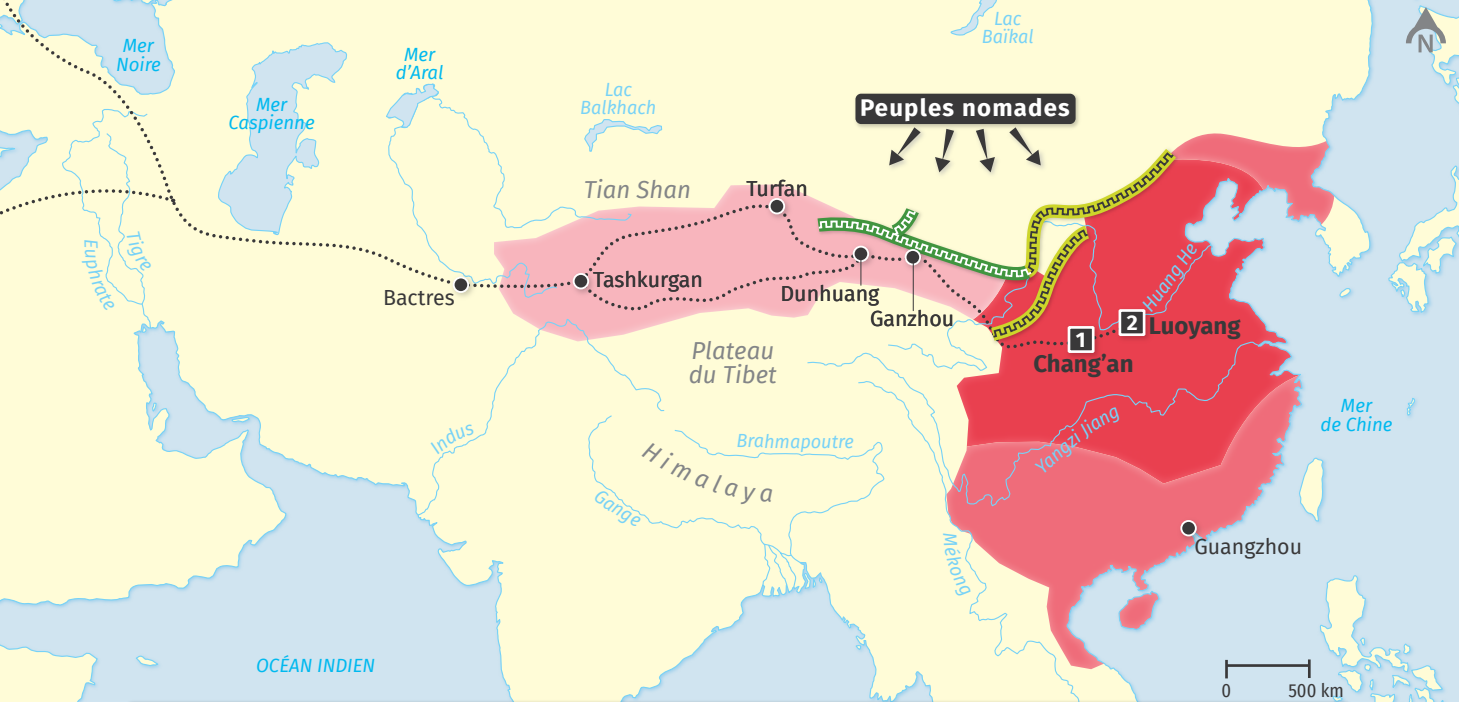 Lac
Baïkal
N
Mer
Noire
Mer
d’Aral
Mer
Caspienne
Lac
Balkhach
Peuples nomades
Tian Shan
Turfan
Tigre
Euphrate
Bactres
Tashkurgan
Dunhuang
Ganzhou
Huang He
1
2
Luoyang
Chang’an
Plateau
du Tibet
Mer
de Chine
Indus
Brahmapoutre
Yangzi Jiang
Himalaya
Gange
Mékong
Guangzhou
OCÉAN INDIEN
0
500 km